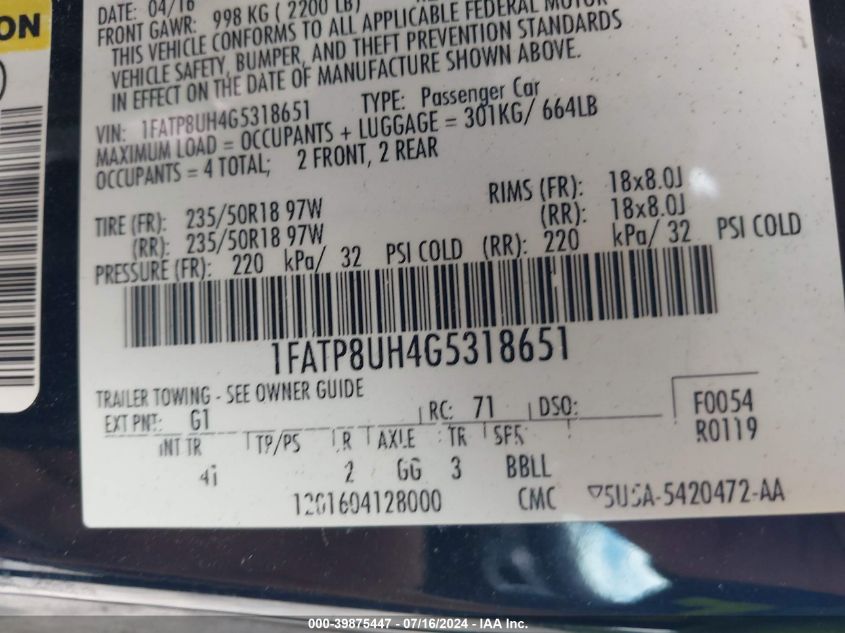 ON
DATE: 04/16
FRONT GAWR: 998 KG ( 2200 LB)
THIS VEHICLE CONFORMS TO ALL APPLICABLE FEDERAL MOTOR
VEHICLE SAFETY, BUMPER, AND THEFT PREVENTION STANDARDS
IN EFFECT ON THE DATE OF MANUFACTURE SHOWN ABOVE.
VIN: 1FATP8UH4G5318651 TYPE: Passenger Car
MAXIMUM LOAD = OCCUPANTS + LUGGAGE = 301KG/ 664LB
OCCUPANTS = 4 TOTAL; 2 FRONT, 2 REAR
TIRE (FR): 235/50R18 97W RIMS (FR): 18x8.0J
(RR): 235/50R18 97W (RR): 18x8.0J
PRESSURE (FR): 220 kPa/ 32 PSI COLD (RR): 220 kPa/ 32 PSI COLD
1FATP8UH4G5318651
TRAILER TOWING - SEE OWNER GUIDE
EXT PNT: G1 RC: 71 DSO: F0054
INT TR TP/PS R AXLE TR SPR R0119
4I 2 GG 3 BBLL
1201604128000 CMC ▽5USA-5420472-AA
000-39875447 - 07/16/2024 - IAA Inc.